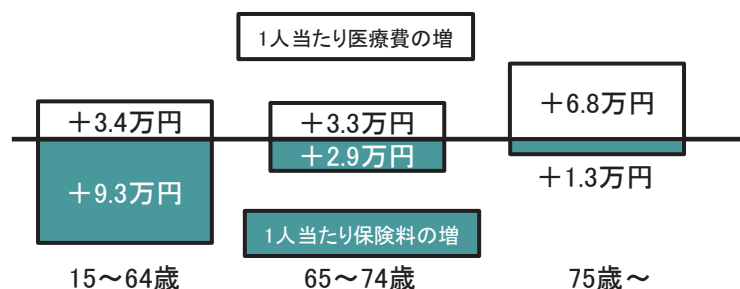 1人当たり医療費の増
＋3.4万円
＋3.3万円
＋6.8万円
＋9.3万円
＋2.9万円
＋1.3万円
1人当たり保険料の増
15～64歳
65～74歳
75歳～